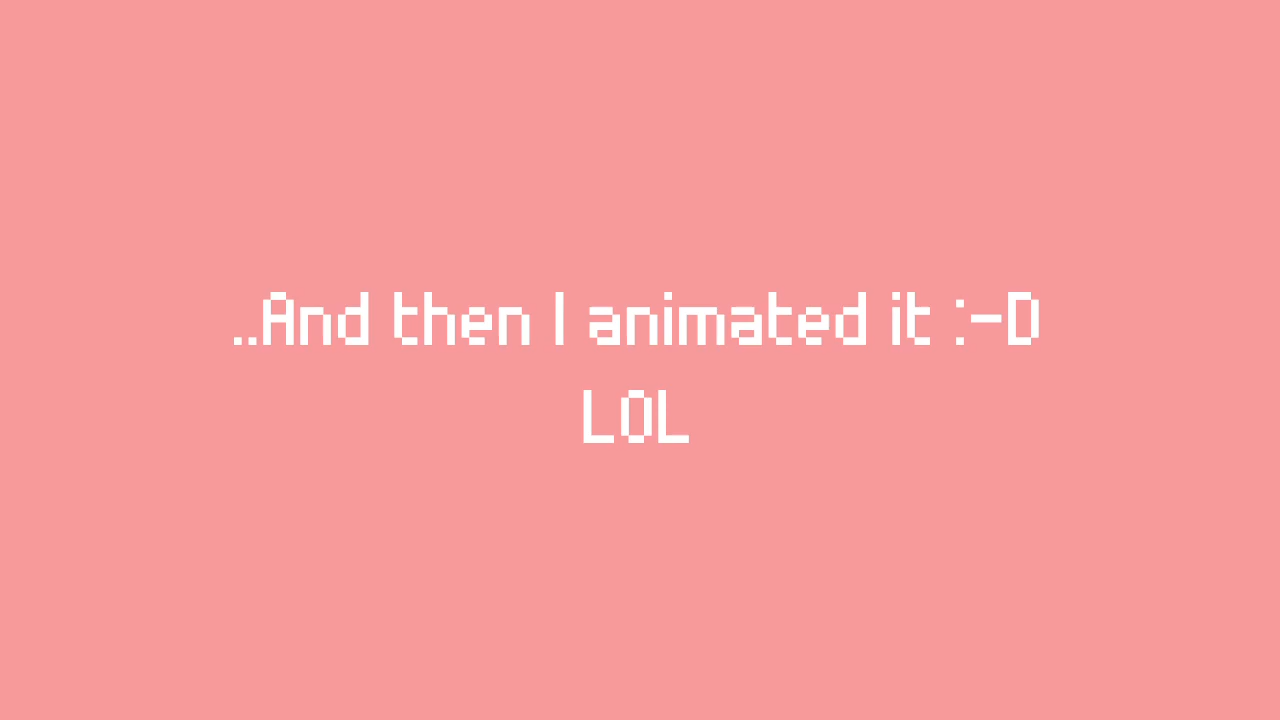 ..And then I animated it :-D
LOL